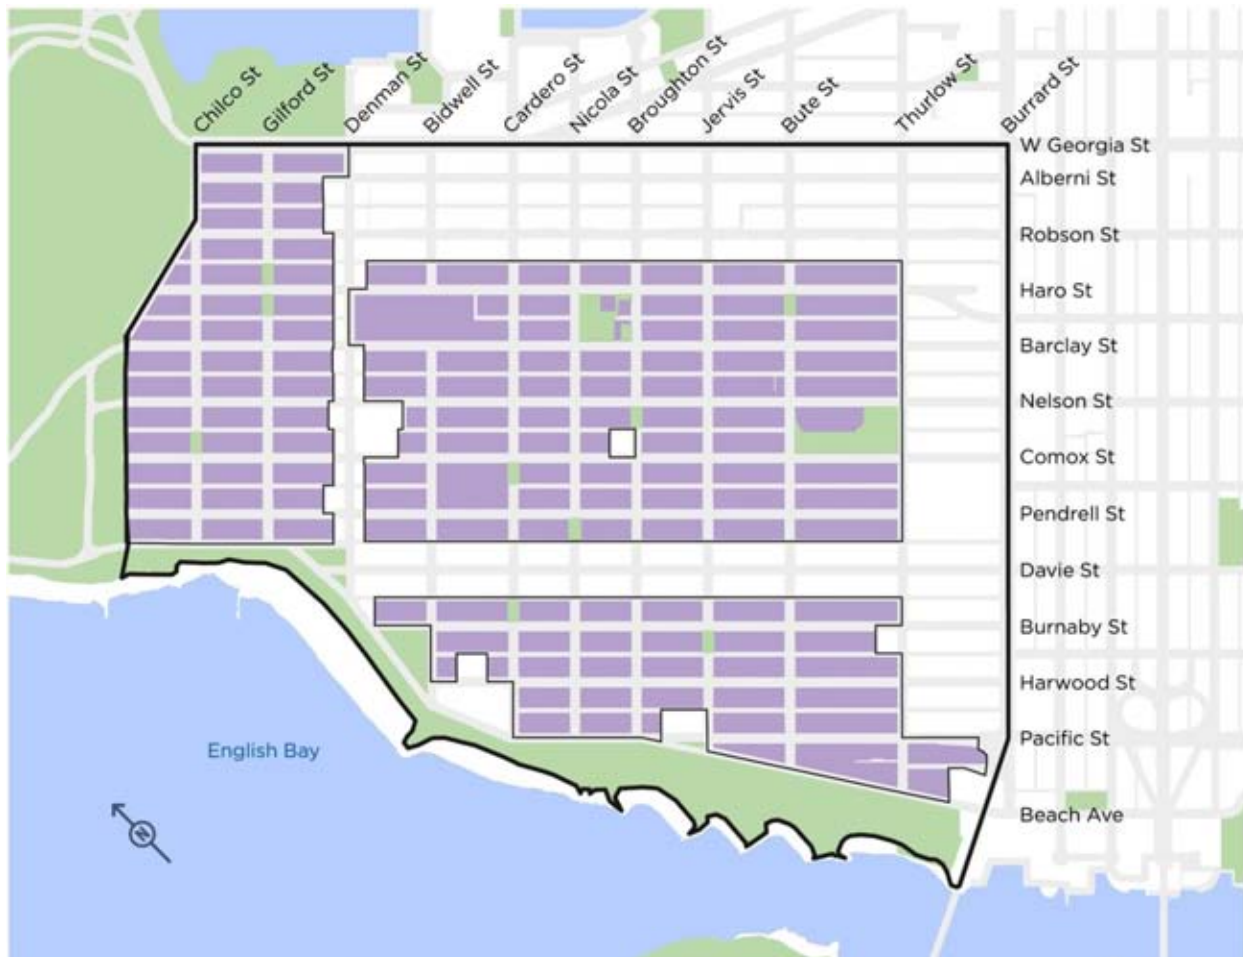 Chilco St
Gilford St
Denman St
Bidwell St
Cardero St
Nicola St
Broughton St
Jervis St
Bute St
Thurlow St
Burrard St
W Georgia St
Alberni St
Robson St
Haro St
Barclay St
Nelson St
Comox St
Pendrell St
Davie St
Burnaby St
Harwood St
Pacific St
English Bay
Beach Ave
N